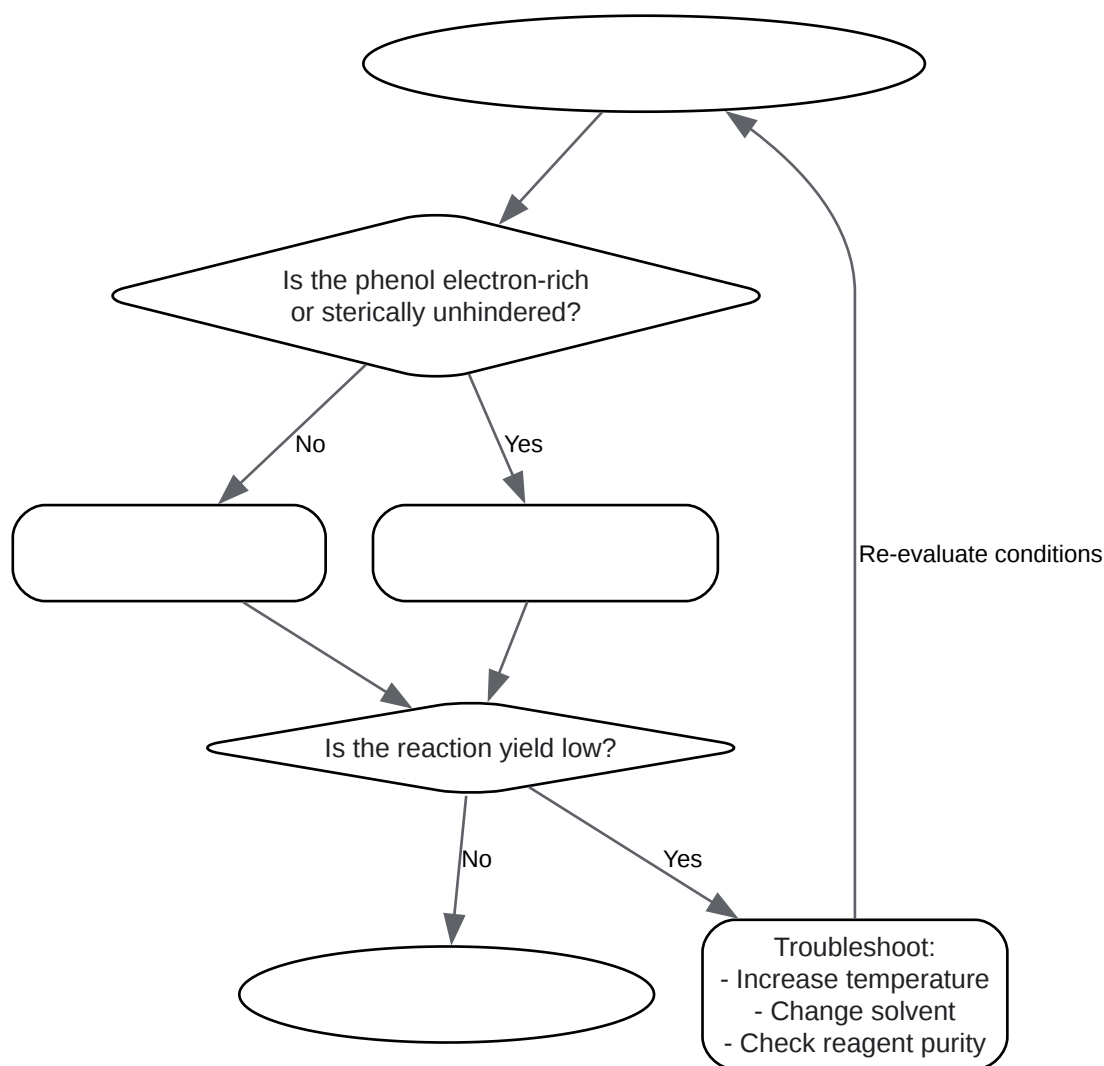 Is the phenol electron-rich
or sterically unhindered?
No
Yes
Re-evaluate conditions
Is the reaction yield low?
No
Yes
Troubleshoot:
- Increase temperature
- Change solvent
- Check reagent purity